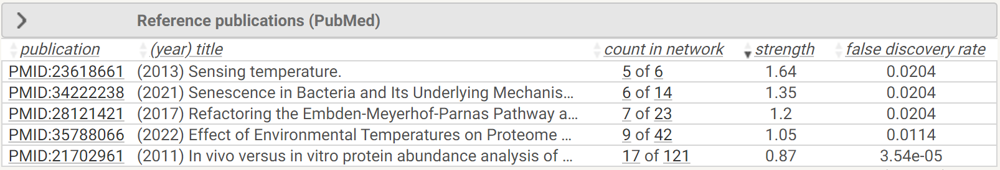 Reference publications (PubMed)
publication (year) title count in network strength false discovery rate
PMID:23618661 (2013) Sensing temperature. 5 of 6 1.64 0.0204
PMID:34222238 (2021) Senescence in Bacteria and Its Underlying Mechanis... 6 of 14 1.35 0.0204
PMID:28121421 (2017) Refactoring the Embden-Meyerhof-Parnas Pathway a... 7 of 23 1.2 0.0204
PMID:35788066 (2022) Effect of Environmental Temperatures on Proteome ... 9 of 42 1.05 0.0114
PMID:21702961 (2011) In vivo versus in vitro protein abundance analysis of ... 17 of 121 0.87 3.54e-05